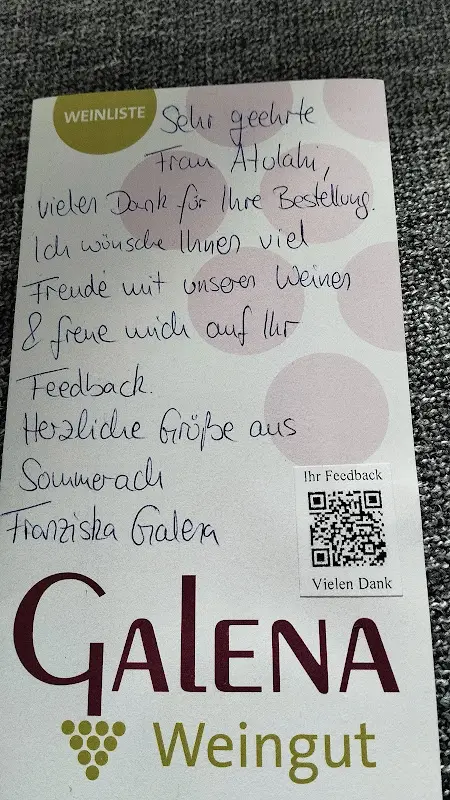 WEINLISTE
Sehr geehrte
Frau Atolahi,
vielen Dank für Ihre Bestellung.
Ich wünsche Ihnen viel
Freude mit unseren Weinen
& freue mich auf Ihr
Feedback.
Herzliche Grüße aus
Sommerach
Franziska Galena
Ihr Feedback
Vielen Dank
GALENA
Weingut